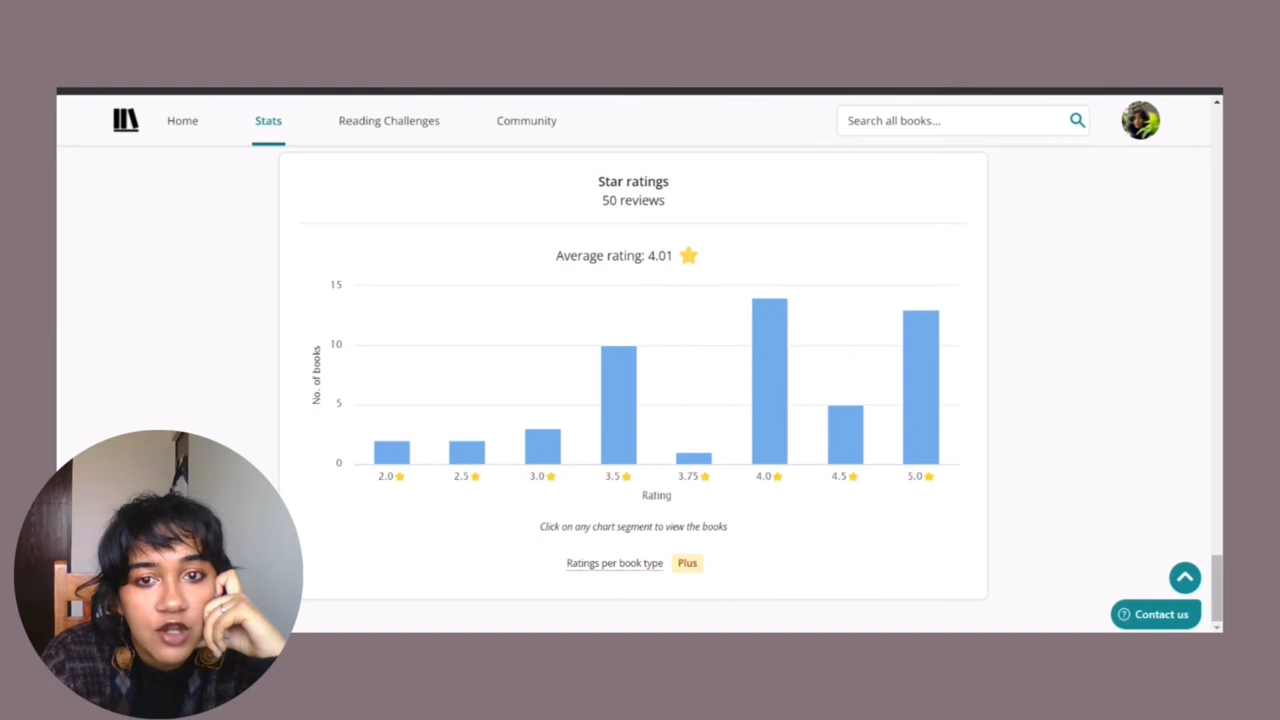 Home Stats Reading Challenges Community Search all books...
Star ratings
50 reviews
Average rating: 4.01
15
10
5
0
No. of books
2.0 2.5 3.0 3.5 3.75 4.0 4.5 5.0
Rating
Click on any chart segment to view the books
Ratings per book type Plus
Contact us